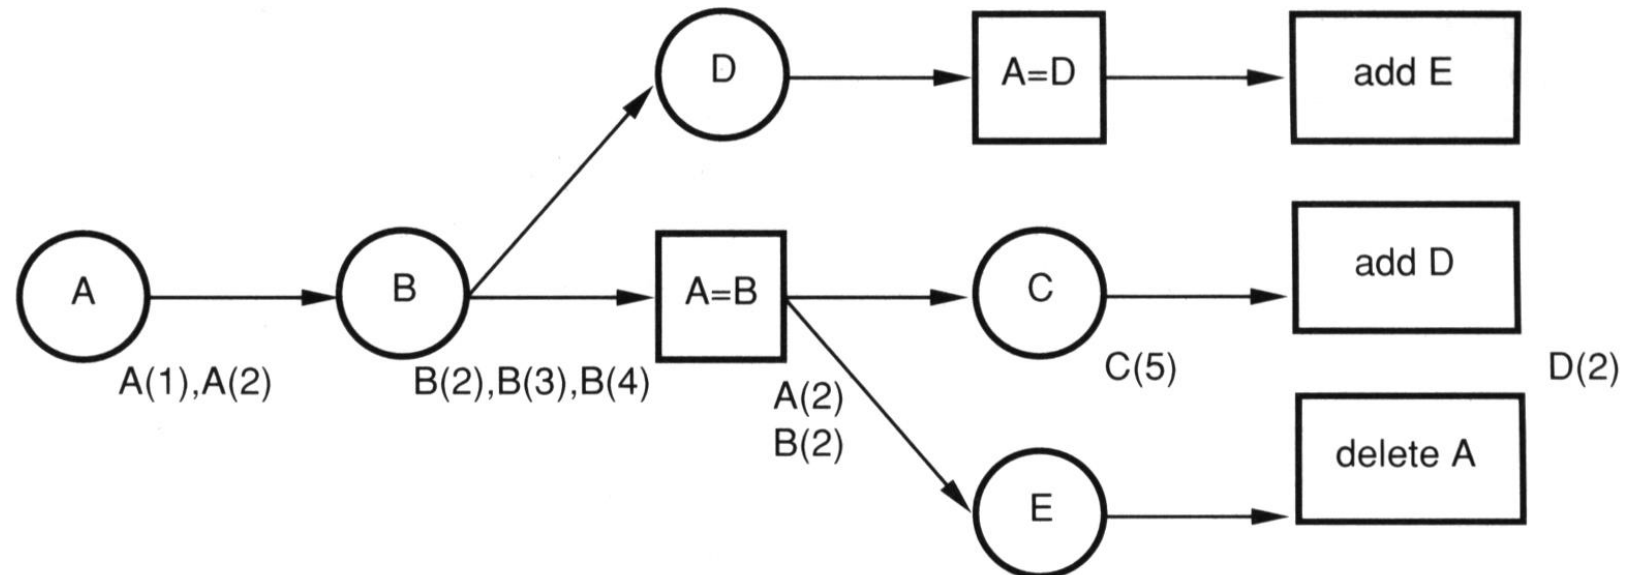 D
A=D
add E
A
B
A=B
C
add D
A(1),A(2)
B(2),B(3),B(4)
A(2)
B(2)
C(5)
D(2)
E
delete A